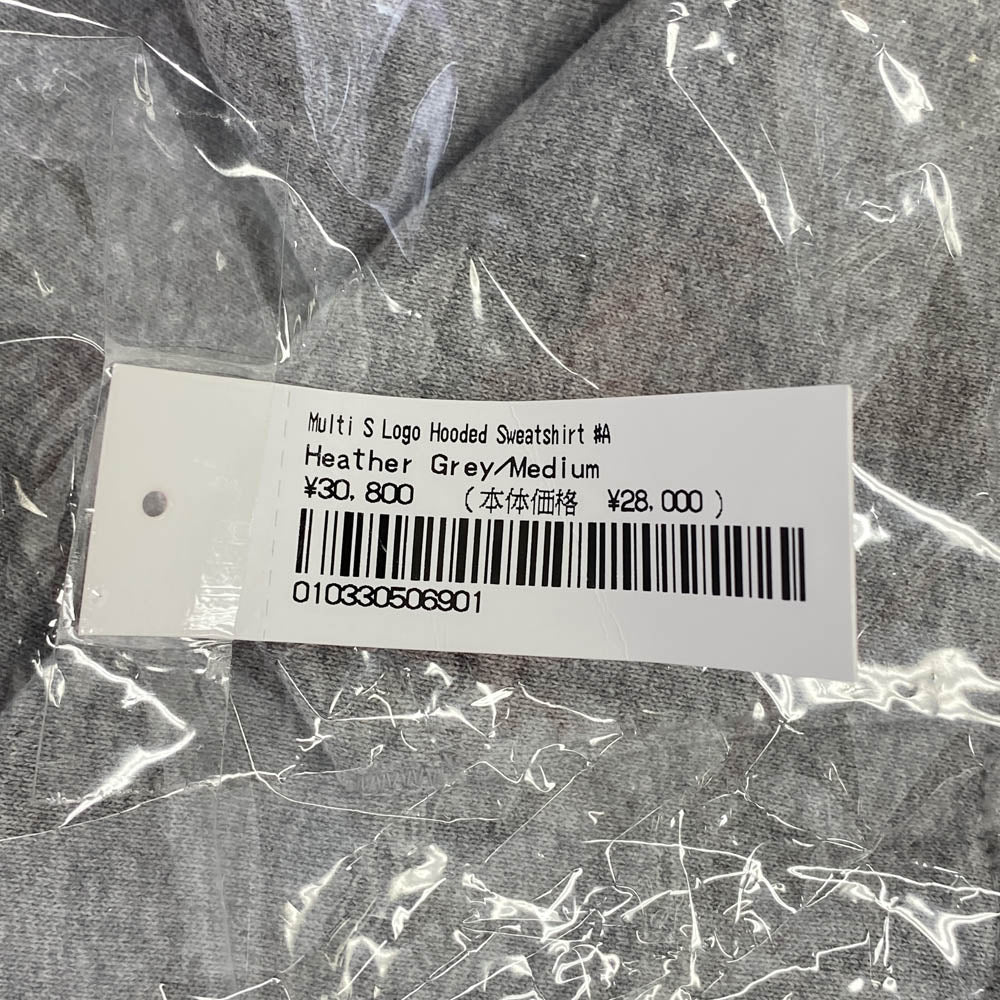 Multi S Logo Hooded Sweatshirt #A
Heather Grey/Medium
¥30,800 (本体価格 ¥28,000)
010330506901